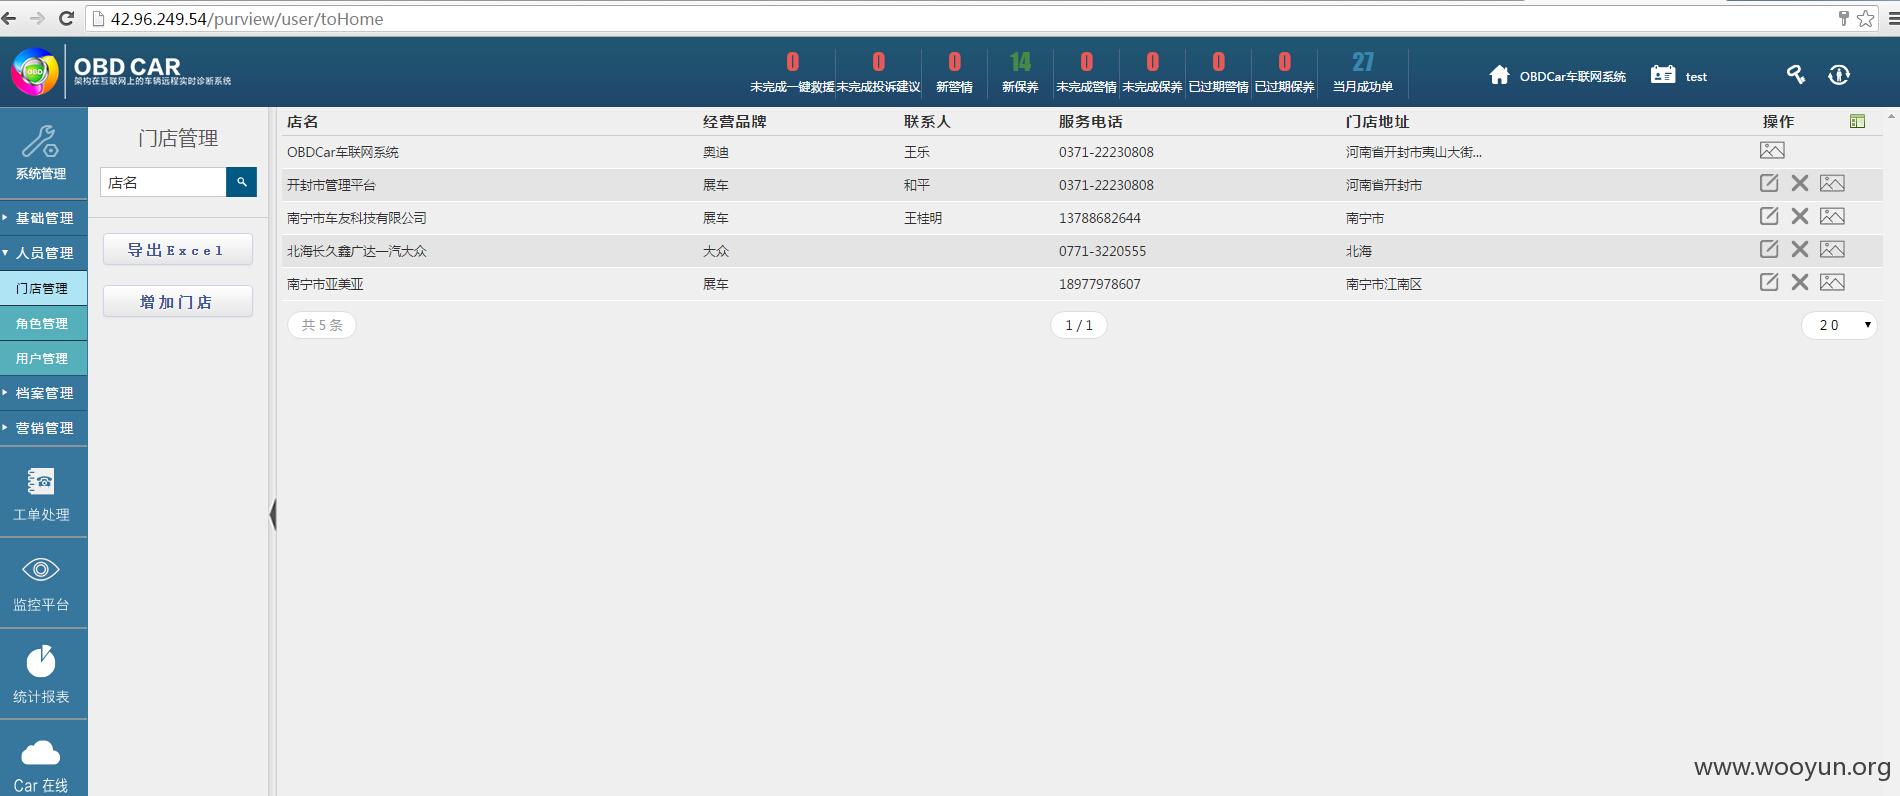 42.96.249.54/purview/user/toHome
OBD
OBD CAR
架构在互联网上的车辆远程实时诊断系统
0 未完成一键救援
0 未完成投诉建议
0 新警情
14 新保养
0 未完成警情
0 未完成保养
0 已过期警情
0 已过期保养
27 当月成功单
OBDCar车联网系统
test
系统管理
基础管理
人员管理
门店管理
角色管理
用户管理
档案管理
营销管理
工单处理
监控平台
统计报表
Car 在线
门店管理
店名
导出Excel
增加门店
店名 经营品牌 联系人 服务电话 门店地址 操作
OBDCar车联网系统 奥迪 王乐 0371-22230808 河南省开封市夷山大街...
开封市管理平台 展车 和平 0371-22230808 河南省开封市
南宁市车友科技有限公司 展车 王桂明 13788682644 南宁市
北海长久鑫广达一汽大众 大众 0771-3220555 北海
南宁市亚美亚 展车 18977978607 南宁市江南区
共 5 条 1 / 1 20
www.wooyun.org